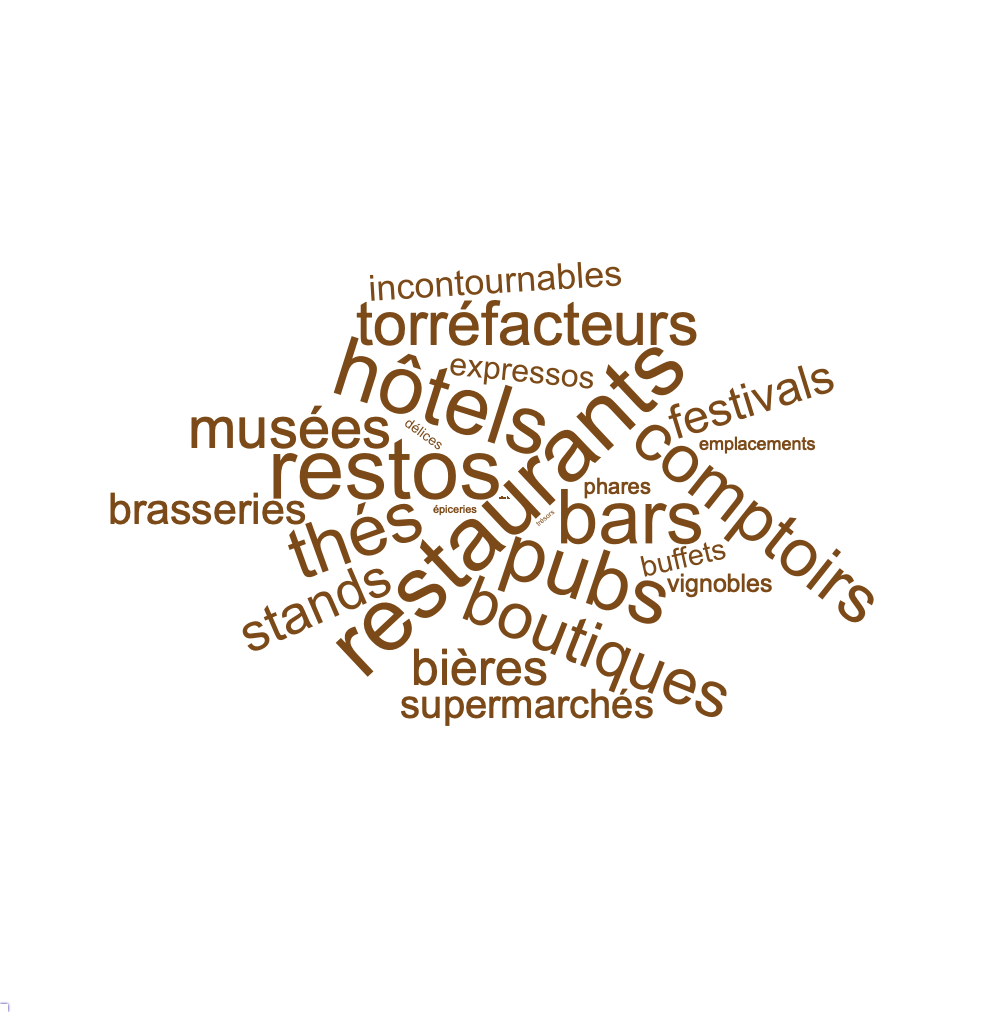 incontournables
torréfacteurs
hôtels
expressos
restaurants
festivals
musées
délices
comptoirs
emplacements
restos
phares
brasseries
épiceries
trésors
bars
thés
pubs
buffets
vignobles
stands
boutiques
bières
supermarchés